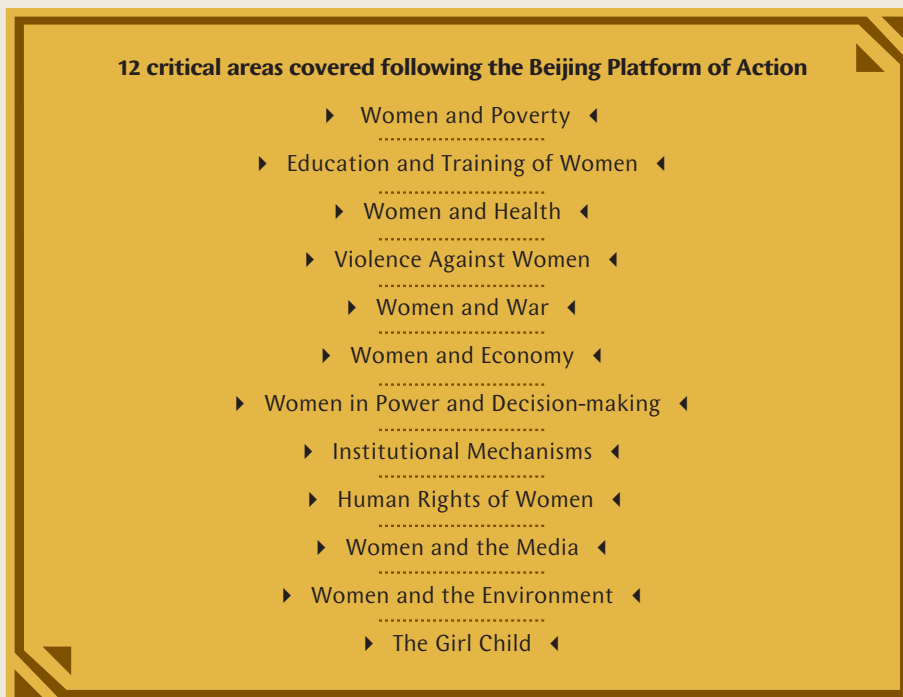 12 critical areas covered following the Beijing Platform of Action
Women and Poverty
Education and Training of Women
Women and Health
Violence Against Women
Women and War
Women and Economy
Women in Power and Decision-making
Institutional Mechanisms
Human Rights of Women
Women and the Media
Women and the Environment
The Girl Child